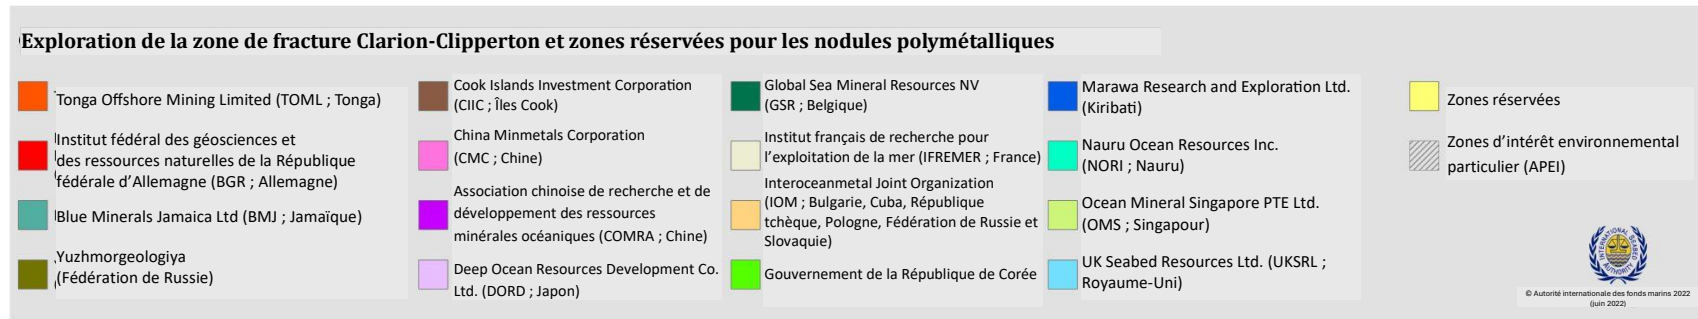 Exploration de la zone de fracture Clarion-Clipperton et zones réservées pour les nodules polymétalliques
Tonga Offshore Mining Limited (TOML ; Tonga)
Institut fédéral des géosciences et
des ressources naturelles de la République
fédérale d’Allemagne (BGR ; Allemagne)
Blue Minerals Jamaica Ltd (BMJ ; Jamaïque)
Yuzhmorgeologiya
(Fédération de Russie)
Cook Islands Investment Corporation
(CIIC ; Îles Cook)
China Minmetals Corporation
(CMC ; Chine)
Association chinoise de recherche et de
développement des ressources
minérales océaniques (COMRA ; Chine)
Deep Ocean Resources Development Co.
Ltd. (DORD ; Japon)
Global Sea Mineral Resources NV
(GSR ; Belgique)
Institut français de recherche pour
l’exploitation de la mer (IFREMER ; France)
Interoceanmetal Joint Organization
(IOM ; Bulgarie, Cuba, République
tchèque, Pologne, Fédération de Russie et
Slovaquie)
Gouvernement de la République de Corée
Marawa Research and Exploration Ltd.
(Kiribati)
Nauru Ocean Resources Inc.
(NORI ; Nauru)
Ocean Mineral Singapore PTE Ltd.
(OMS ; Singapour)
UK Seabed Resources Ltd. (UKSRL ;
Royaume-Uni)
Zones réservées
Zones d’intérêt environnemental
particulier (APEI)
INTERNATIONAL SEABED
AUTHORITY
© Autorité internationale des fonds marins 2022
(juin 2022)